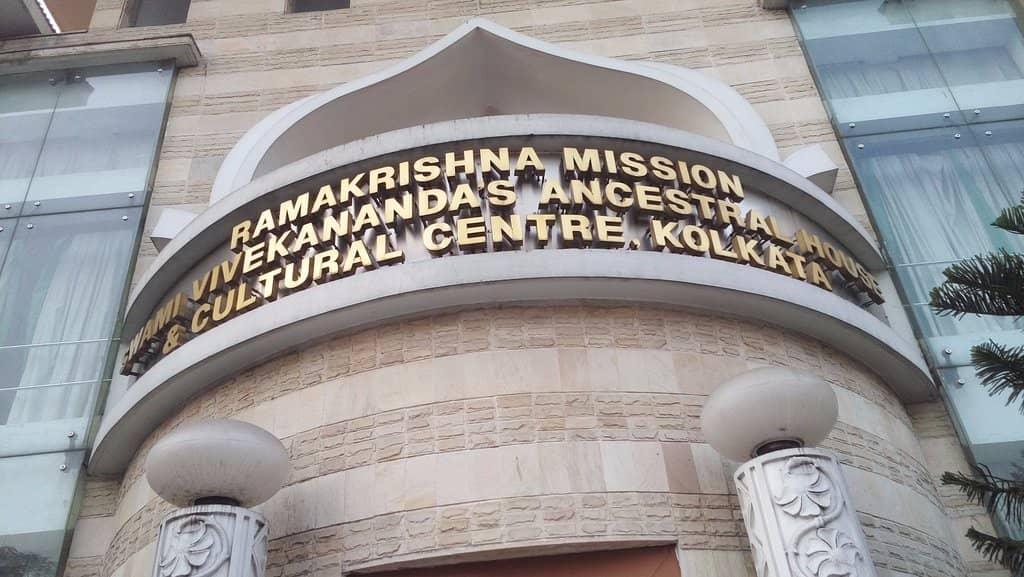 RAMAKRISHNA MISSION
SWAMI VIVEKANANDA'S ANCESTRAL HOUSE
& CULTURAL CENTRE, KOLKATA